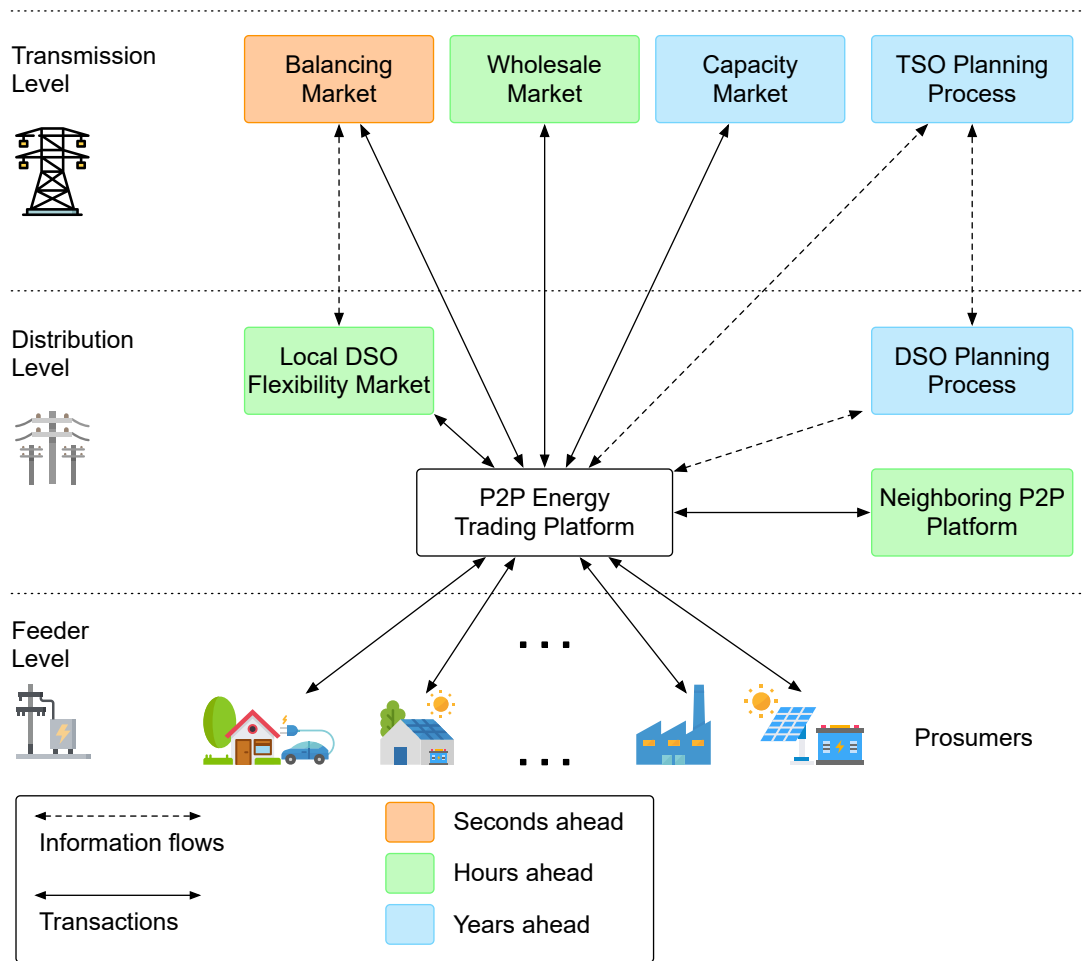 Transmission
Level
Balancing
Market
Wholesale
Market
Capacity
Market
TSO Planning
Process
Distribution
Level
Local DSO
Flexibility Market
DSO Planning
Process
P2P Energy
Trading Platform
Neighboring P2P
Platform
Feeder
Level
. . .
. . .
Prosumers
Information flows
Transactions
Seconds ahead
Hours ahead
Years ahead